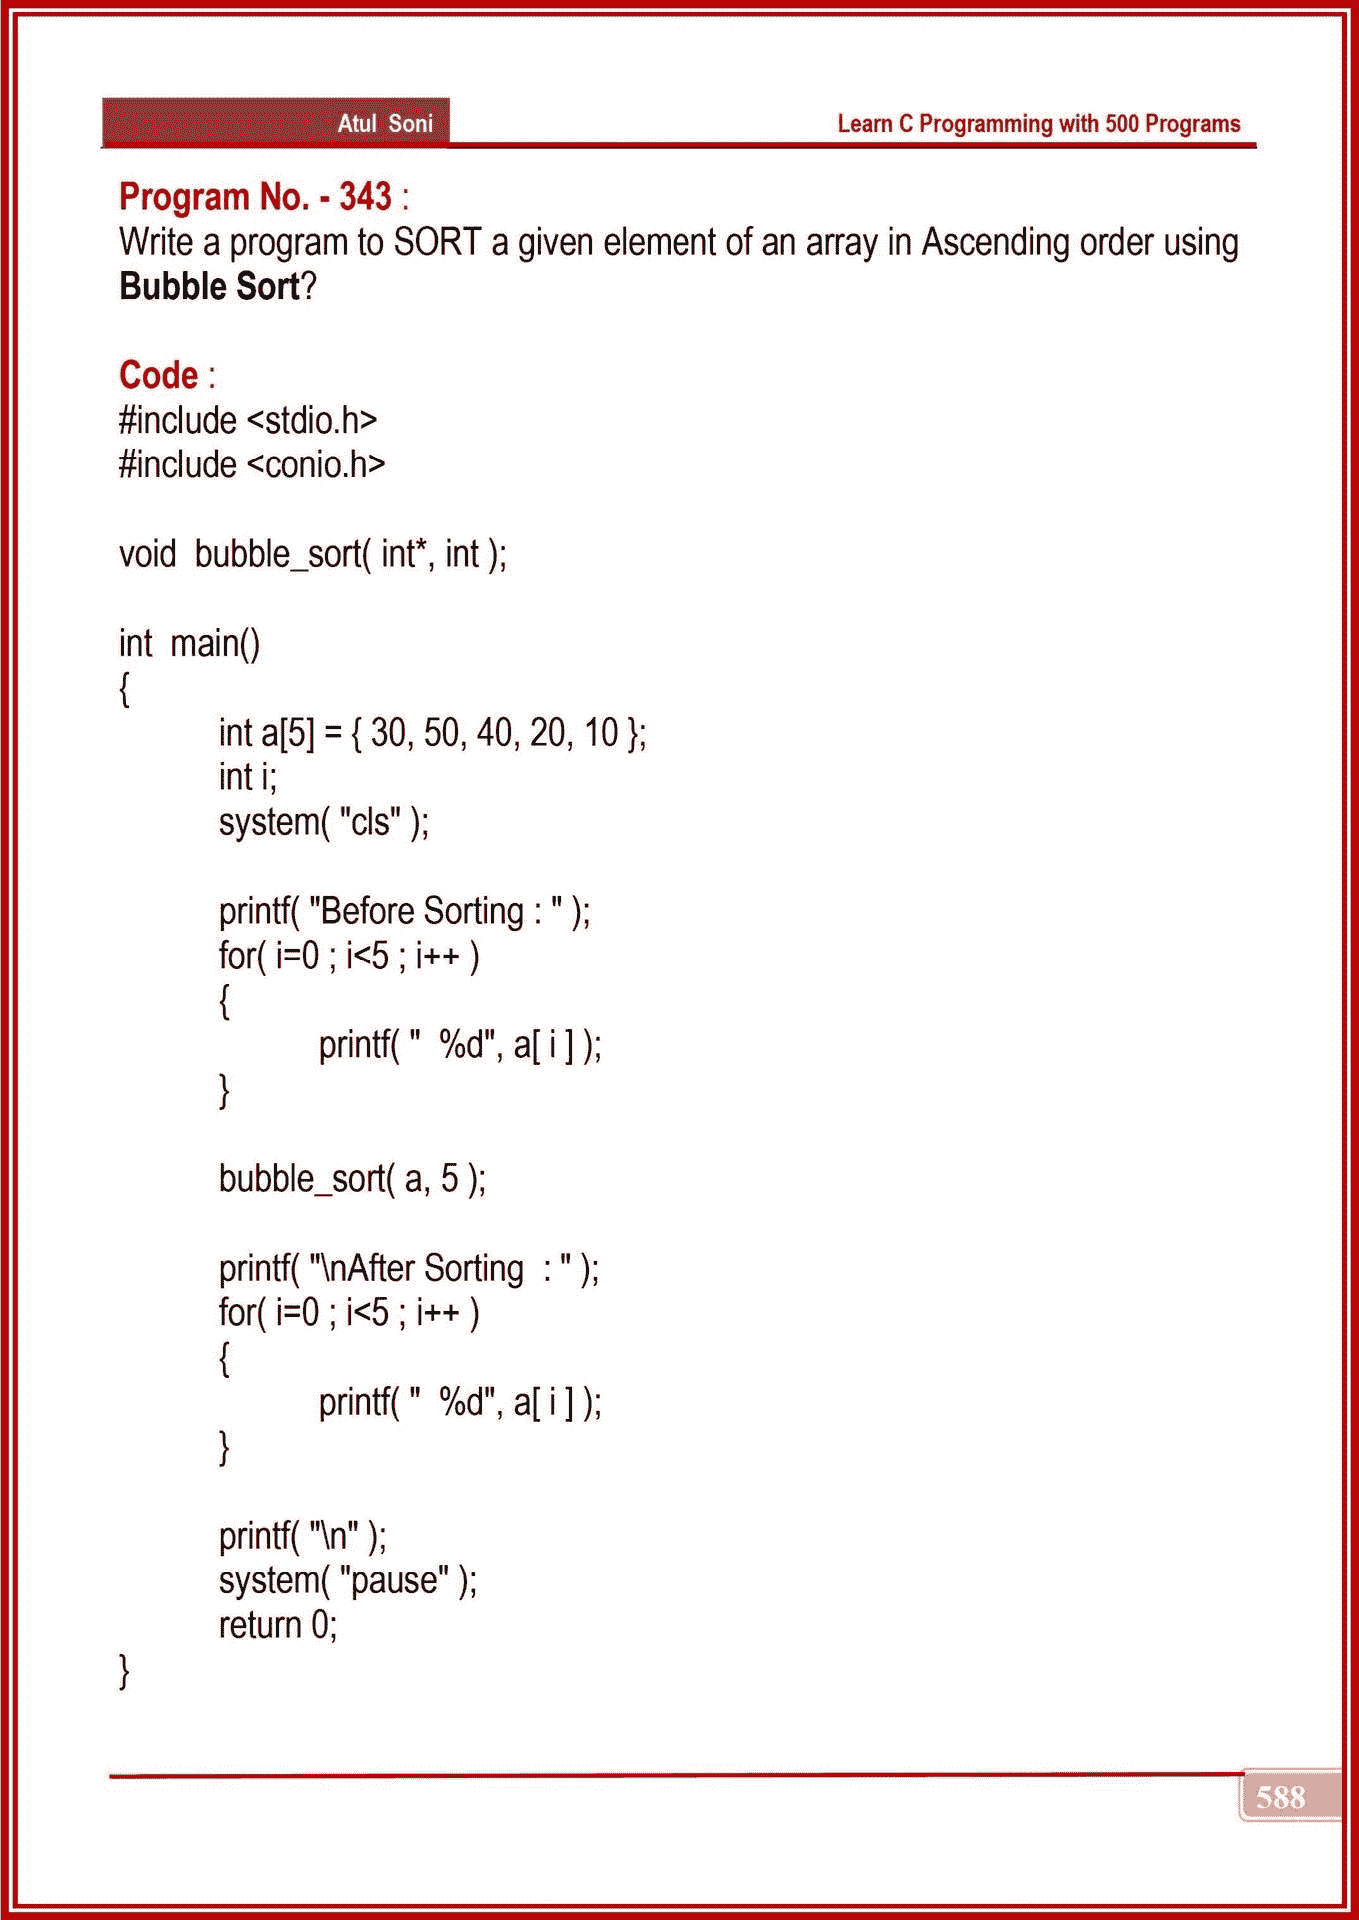 Atul  Soni
Learn C Programming with 500 Programs
Program No. - 343 :
Write a program to SORT a given element of an array in Ascending order using
Bubble Sort?
Code :
#include <stdio.h>
#include <conio.h>
void  bubble_sort( int*, int );
int  main()
{
int a[5] = { 30, 50, 40, 20, 10 };
int i;
system( "cls" );
printf( "Before Sorting : " );
for( i=0 ; i<5 ; i++ )
{
printf( "  %d", a[ i ] );
}
bubble_sort( a, 5 );
printf( "\nAfter Sorting  : " );
for( i=0 ; i<5 ; i++ )
{
printf( "  %d", a[ i ] );
}
printf( "\n" );
system( "pause" );
return 0;
}
588